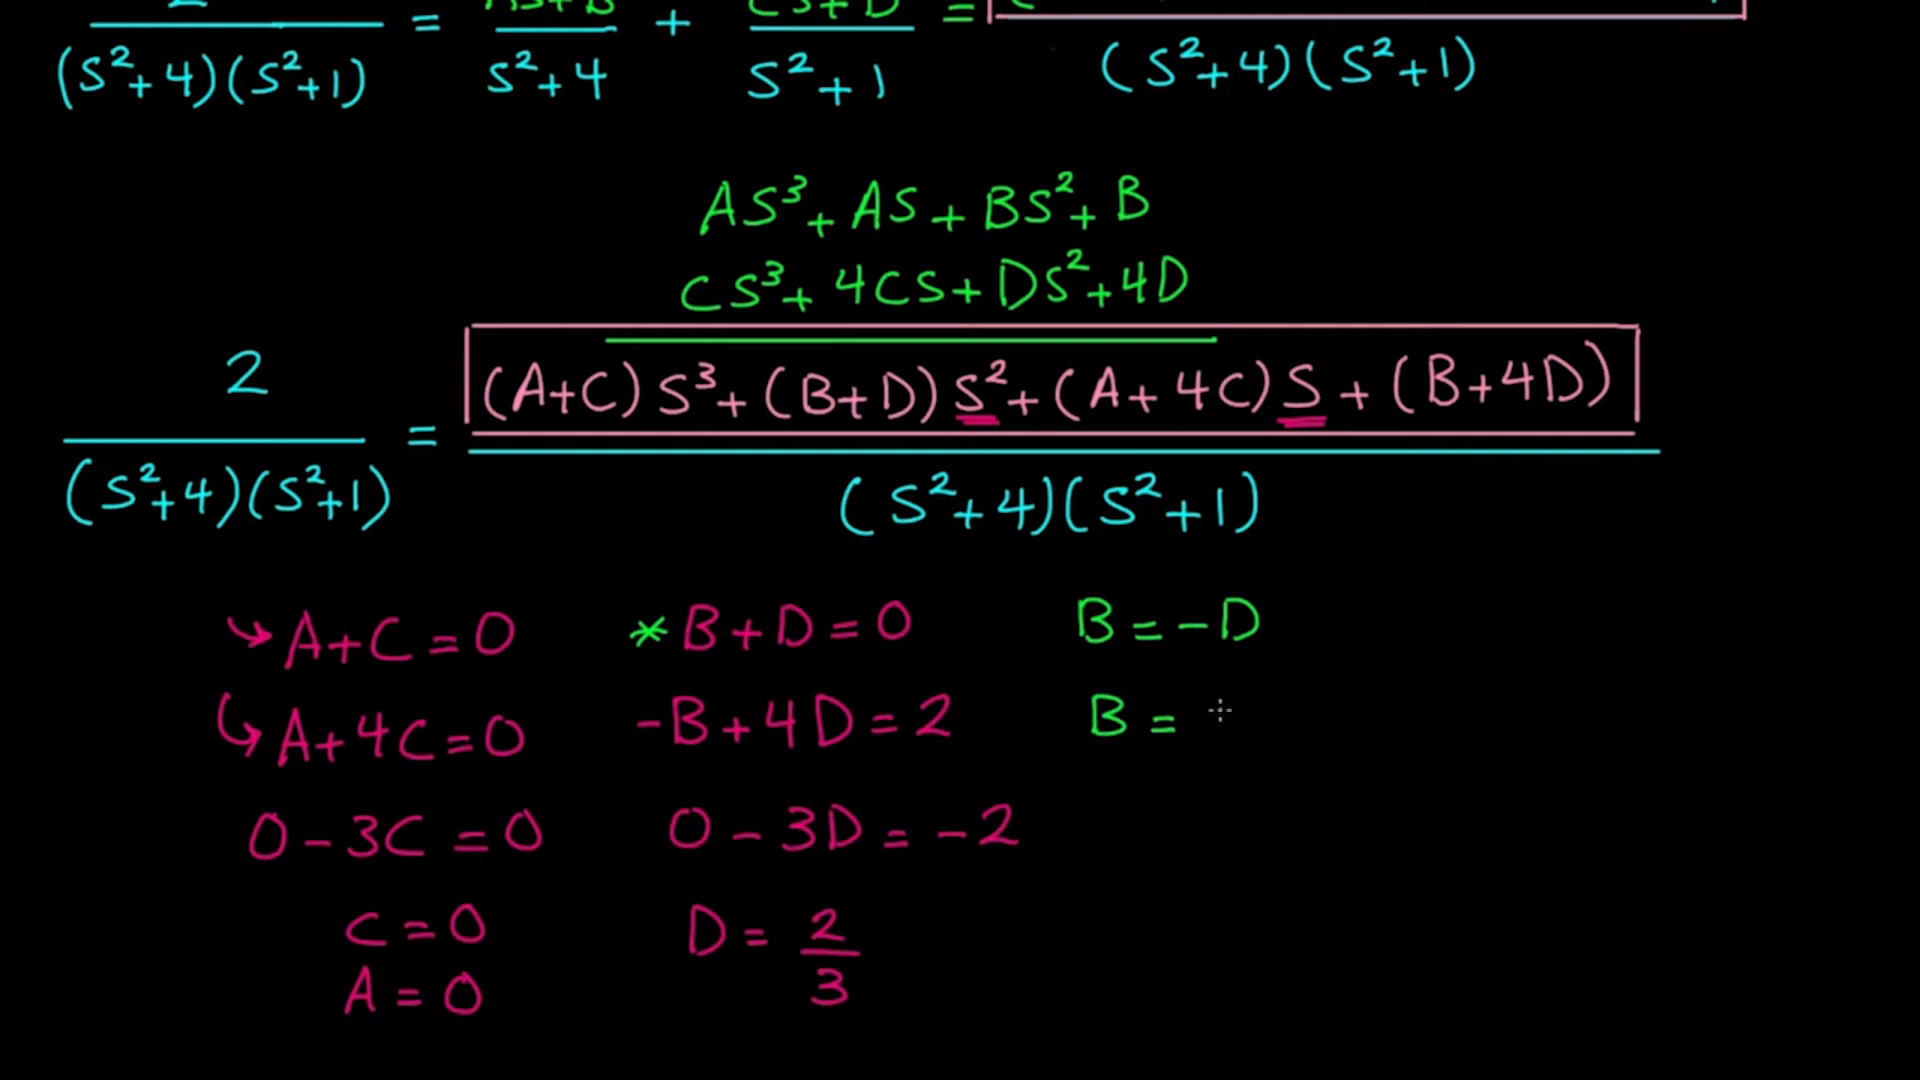 (S²+4)(S²+1) = S²+4 + S²+1 = (S²+4)(S²+1)
AS³+AS+BS²+B
CS³+4CS+DS²+4D
2
(A+C)S³+(B+D)S²+(A+4C)S+(B+4D)
=
(S²+4)(S²+1)
(S²+4)(S²+1)
A+C=0 *B+D=0 B=-D
A+4C=0 -B+4D=2 B=
0-3C=0 0-3D=-2
C=0 D=2/3
A=0